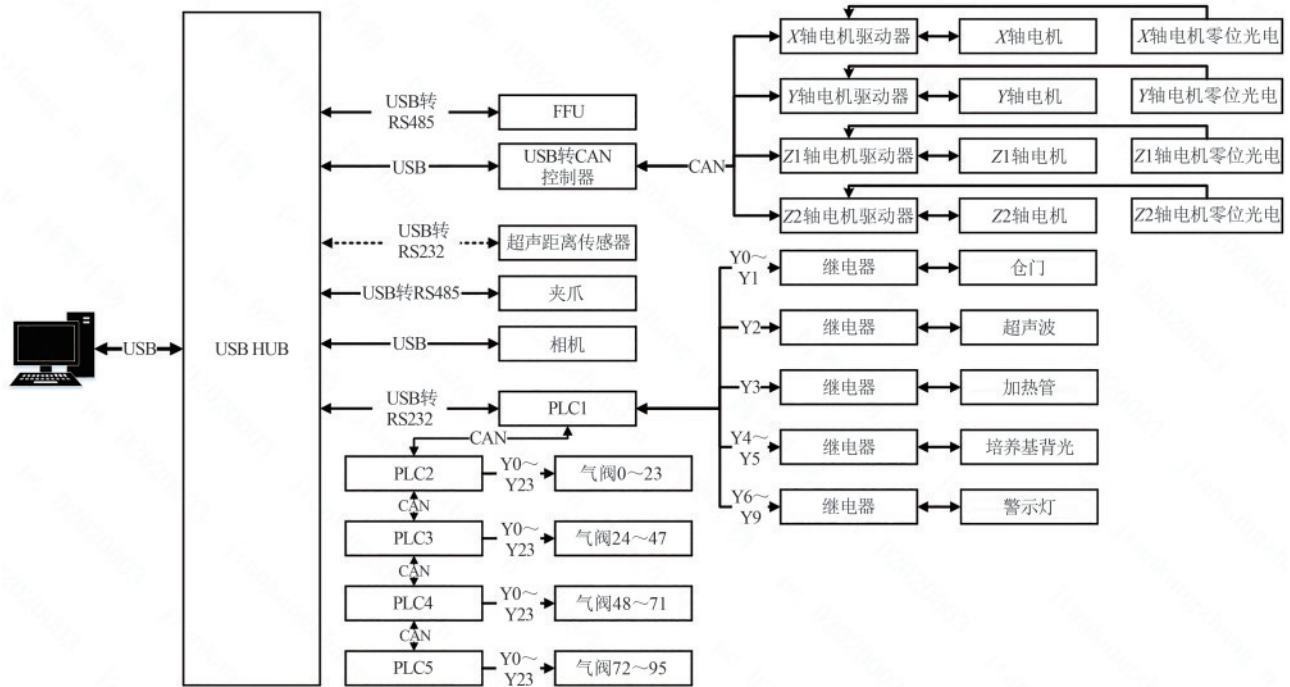 USB
USB HUB
USB转
RS485
FFU
USB
USB转CAN
控制器
CAN
USB转
RS232
超声距离传感器
USB转RS485
夹爪
USB
相机
USB转
RS232
PLC1
CAN
PLC2
Y0～
Y23
气阀0～23
CAN
PLC3
Y0～
Y23
气阀24～47
CAN
PLC4
Y0～
Y23
气阀48～71
CAN
PLC5
Y0～
Y23
气阀72～95
X轴电机驱动器
X轴电机
X轴电机零位光电
Y轴电机驱动器
Y轴电机
Y轴电机零位光电
Z1轴电机驱动器
Z1轴电机
Z1轴电机零位光电
Z2轴电机驱动器
Z2轴电机
Z2轴电机零位光电
Y0～
Y1
继电器
仓门
Y2
继电器
超声波
Y3
继电器
加热管
Y4～
Y5
继电器
培养基背光
Y6～
Y9
继电器
警示灯